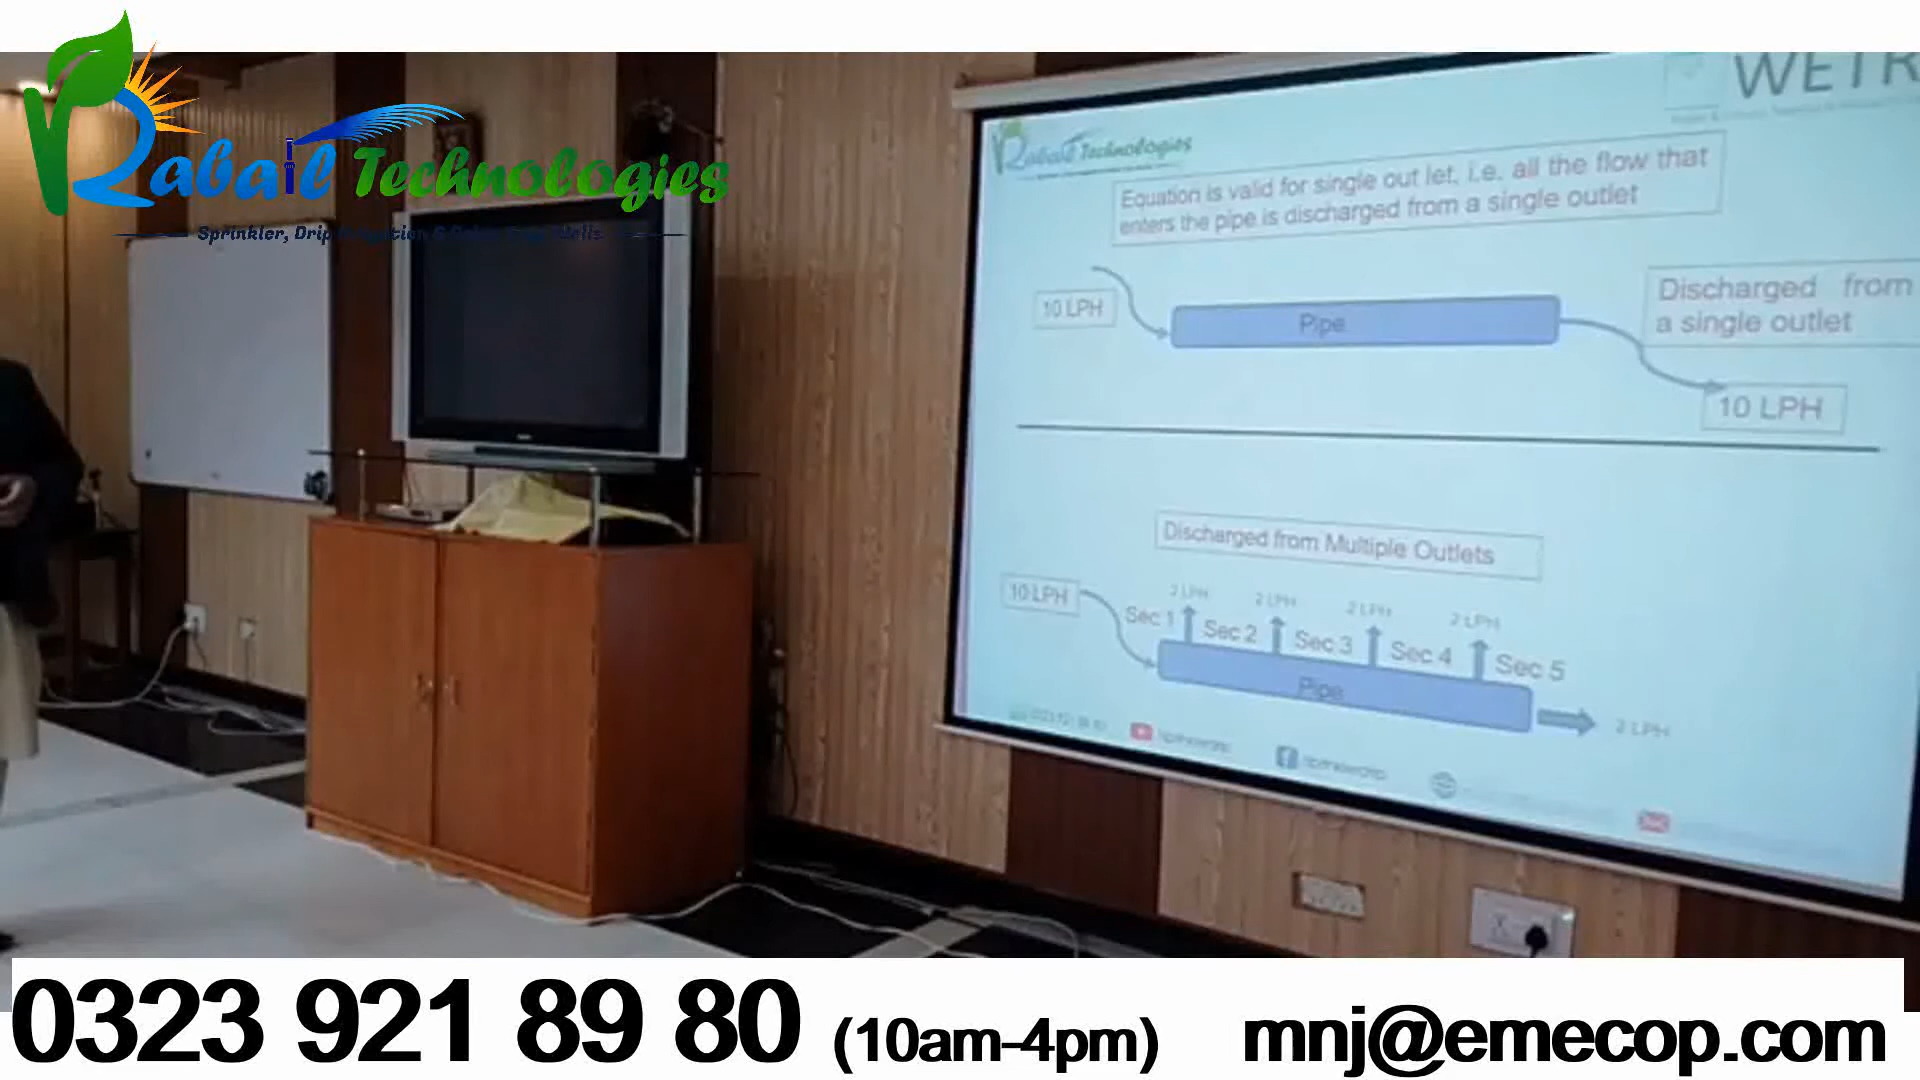 Rabail Technologies
Sprinkler, Drip
WETR
Rabail Technologies
Equation is valid for single out let, i.e. all the flow that
enters the pipe is discharged from a single outlet
10 LPH
Pipe
Discharged from
a single outlet
10 LPH
Discharged from Multiple Outlets
10 LPH
2 LPH
2 LPH
2 LPH
2 LPH
Sec 1
Sec 2
Sec 3
Sec 4
Sec 5
Pipe
2 LPH
0323 921 89 80 (10am-4pm)
mnj@emecop.com